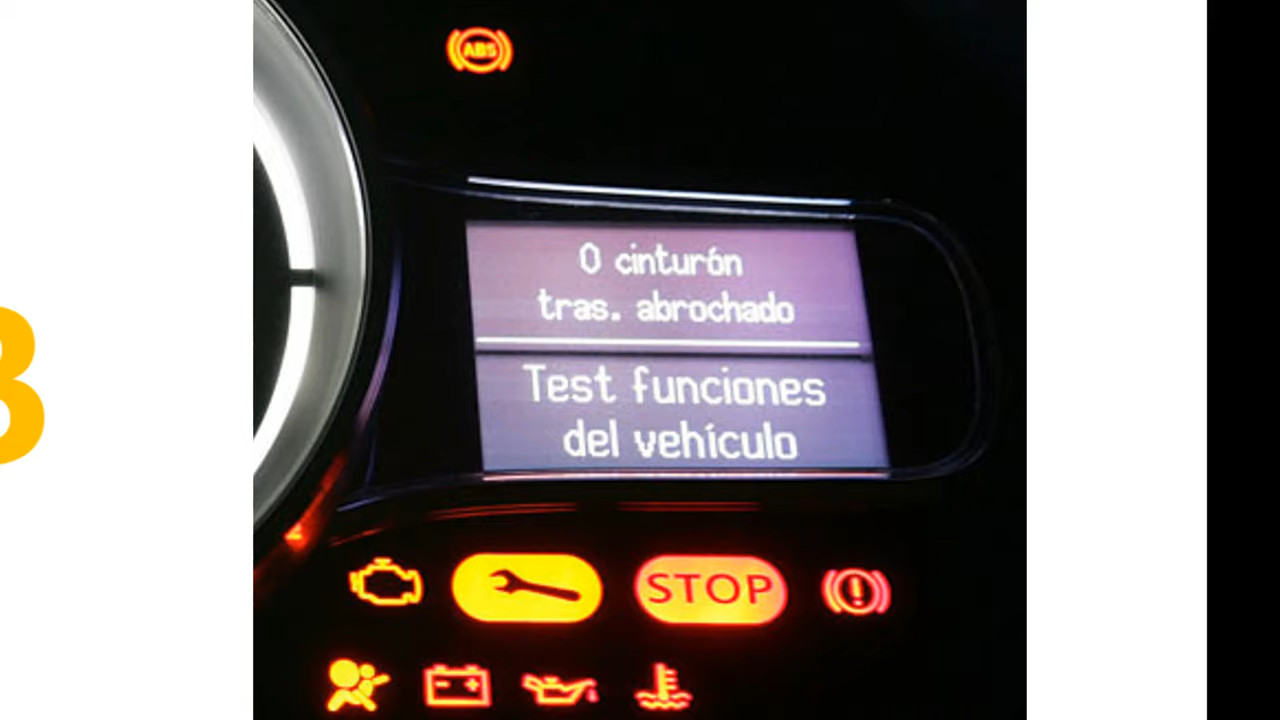 ABS
0 cinturón
tras. abrochado
Test funciones
del vehículo
STOP